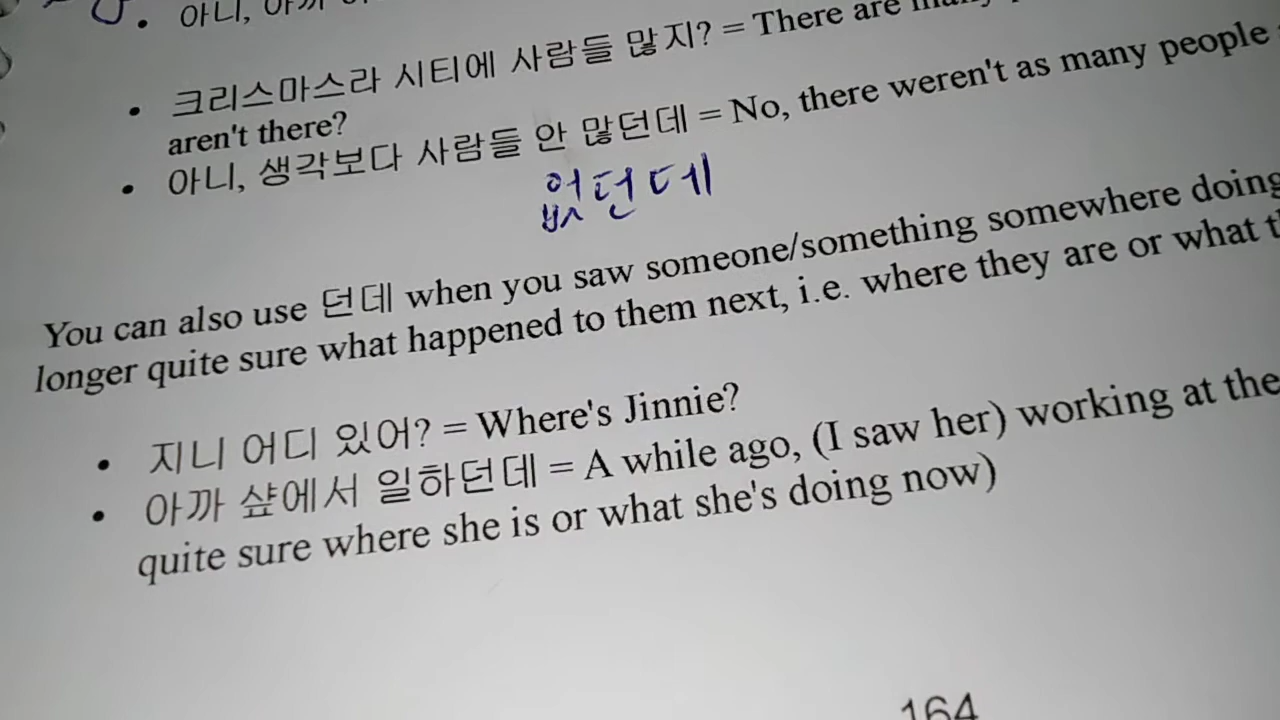 아니, 아까
크리스마스라 시티에 사람들 많지? = There are many
aren't there?
아니, 생각보다 사람들 안 많던데 = No, there weren't as many people
없던데
You can also use 던데 when you saw someone/something somewhere doing
longer quite sure what happened to them next, i.e. where they are or what
지니 어디 있어? = Where's Jinnie?
아까 샾에서 일하던데 = A while ago, (I saw her) working at the
quite sure where she is or what she's doing now)
164